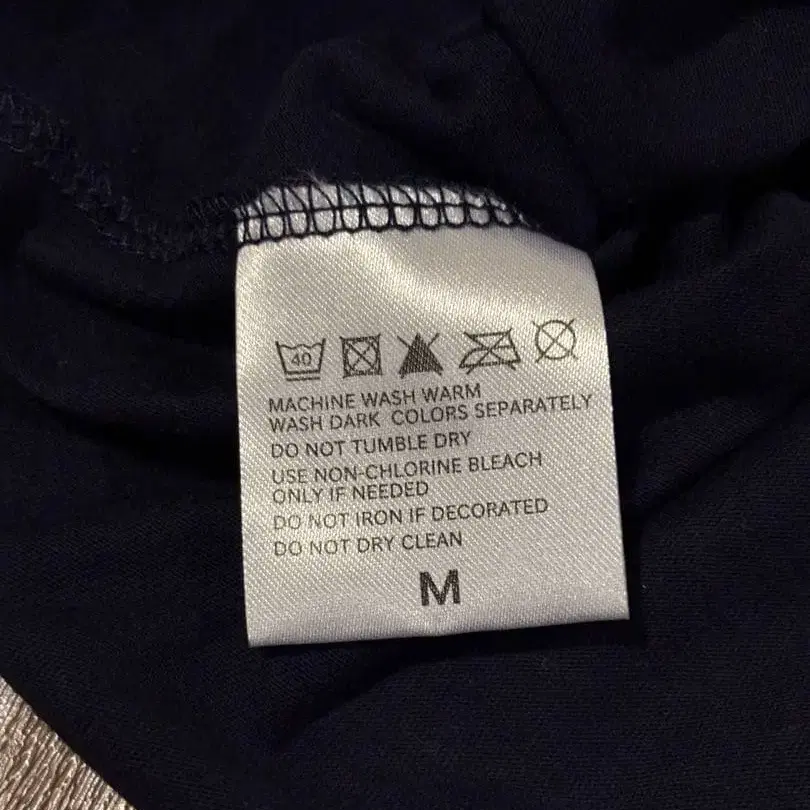 40
MACHINE WASH WARM
WASH DARK COLORS SEPARATELY
DO NOT TUMBLE DRY
USE NON-CHLORINE BLEACH
ONLY IF NEEDED
DO NOT IRON IF DECORATED
DO NOT DRY CLEAN
M